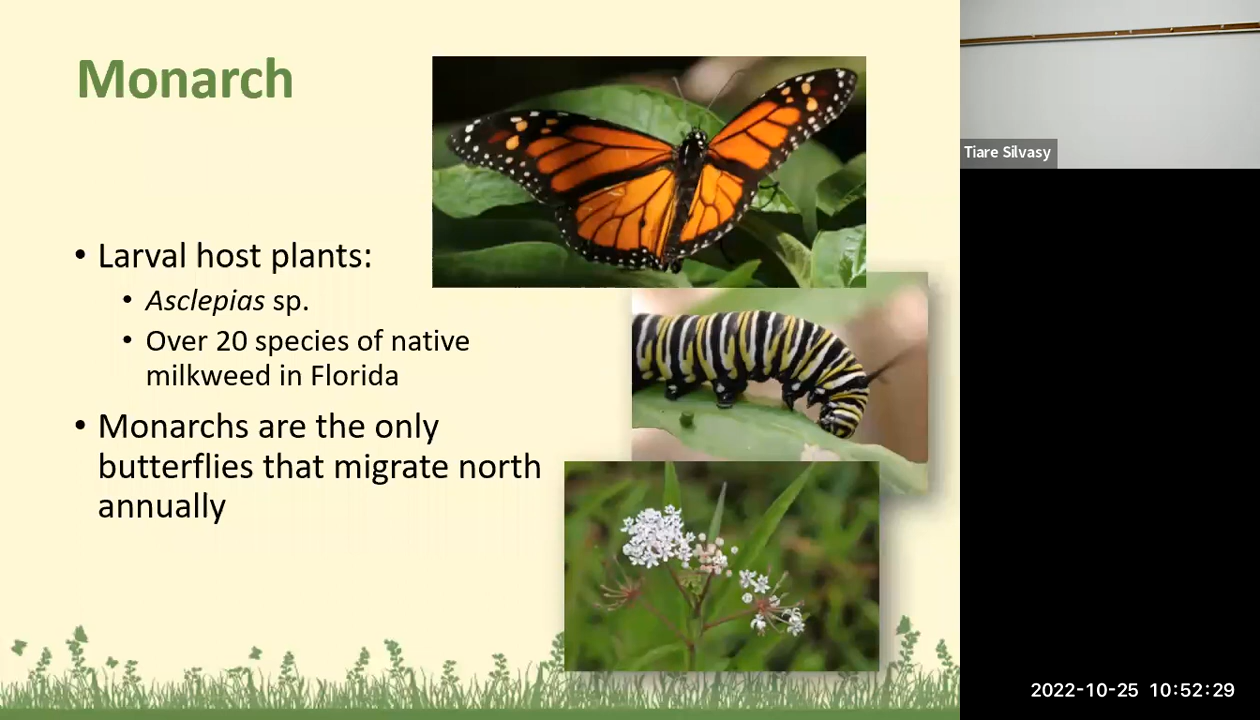 Monarch
• Larval host plants:
• Asclepias sp.
• Over 20 species of native
milkweed in Florida
• Monarchs are the only
butterflies that migrate north
annually
Tiare Silvasy
2022-10-25 10:52:29